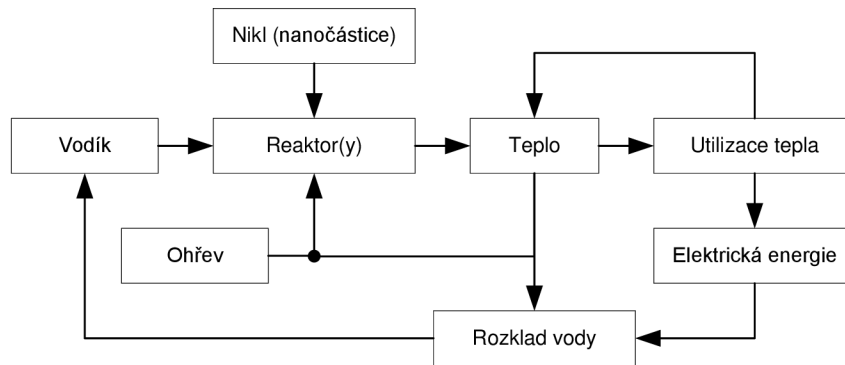 Nikl (nanočástice)
Vodík
Reaktor(y)
Teplo
Utilizace tepla
Ohřev
Elektrická energie
Rozklad vody